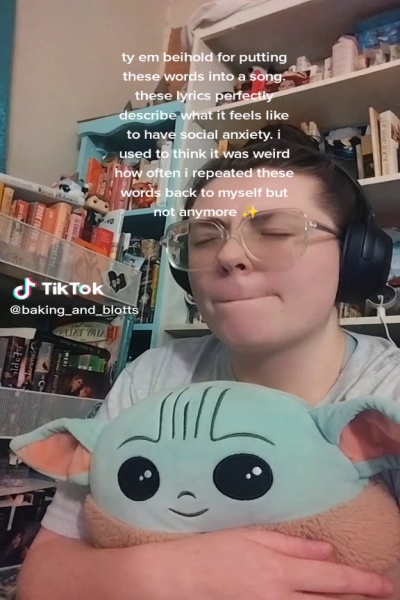 ty em beihold for putting
these words into a song.
these lyrics perfectly
describe what it feels like
to have social anxiety. i
used to think it was weird
how often i repeated these
words back to myself but
not anymore ✨
TikTok
@baking_and_blotts